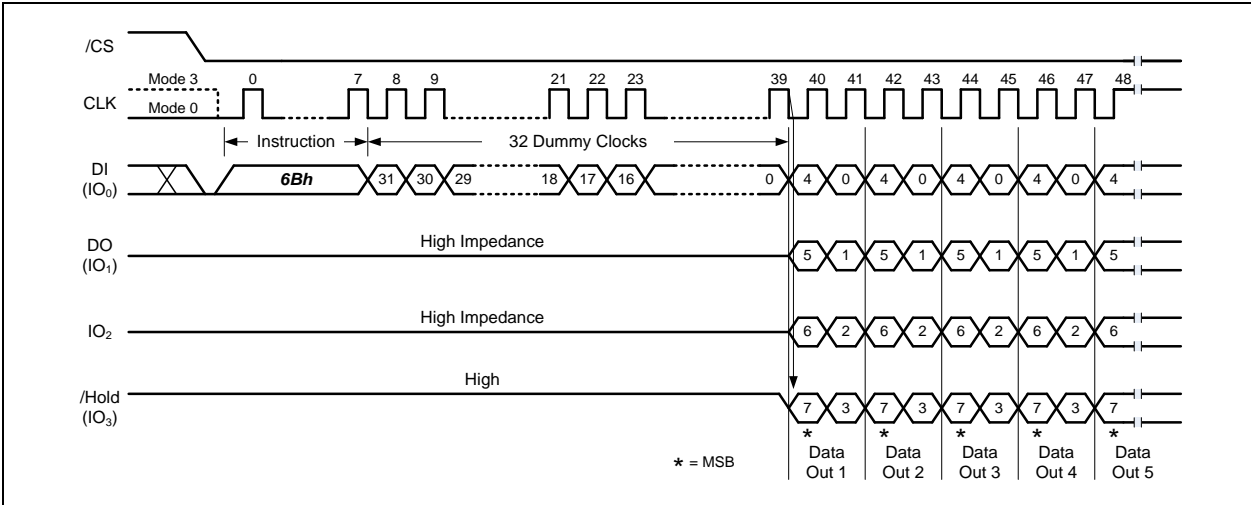 /CS
Mode 3 0 7 8 9 21 22 23 39 40 41 42 43 44 45 46 47 48
CLK
Mode 0
Instruction 32 Dummy Clocks
DI
(IO0)
6Bh 31 30 29 18 17 16 0 4 0 4 0 4 0 4 0 4
High Impedance
DO
(IO1)
5 1 5 1 5 1 5 1 5
High Impedance
IO2
6 2 6 2 6 2 6 2 6
High
/Hold
(IO3)
7 3 7 3 7 3 7 3 7
* * * * *
* = MSB
Data Data Data Data Data
Out 1 Out 2 Out 3 Out 4 Out 5